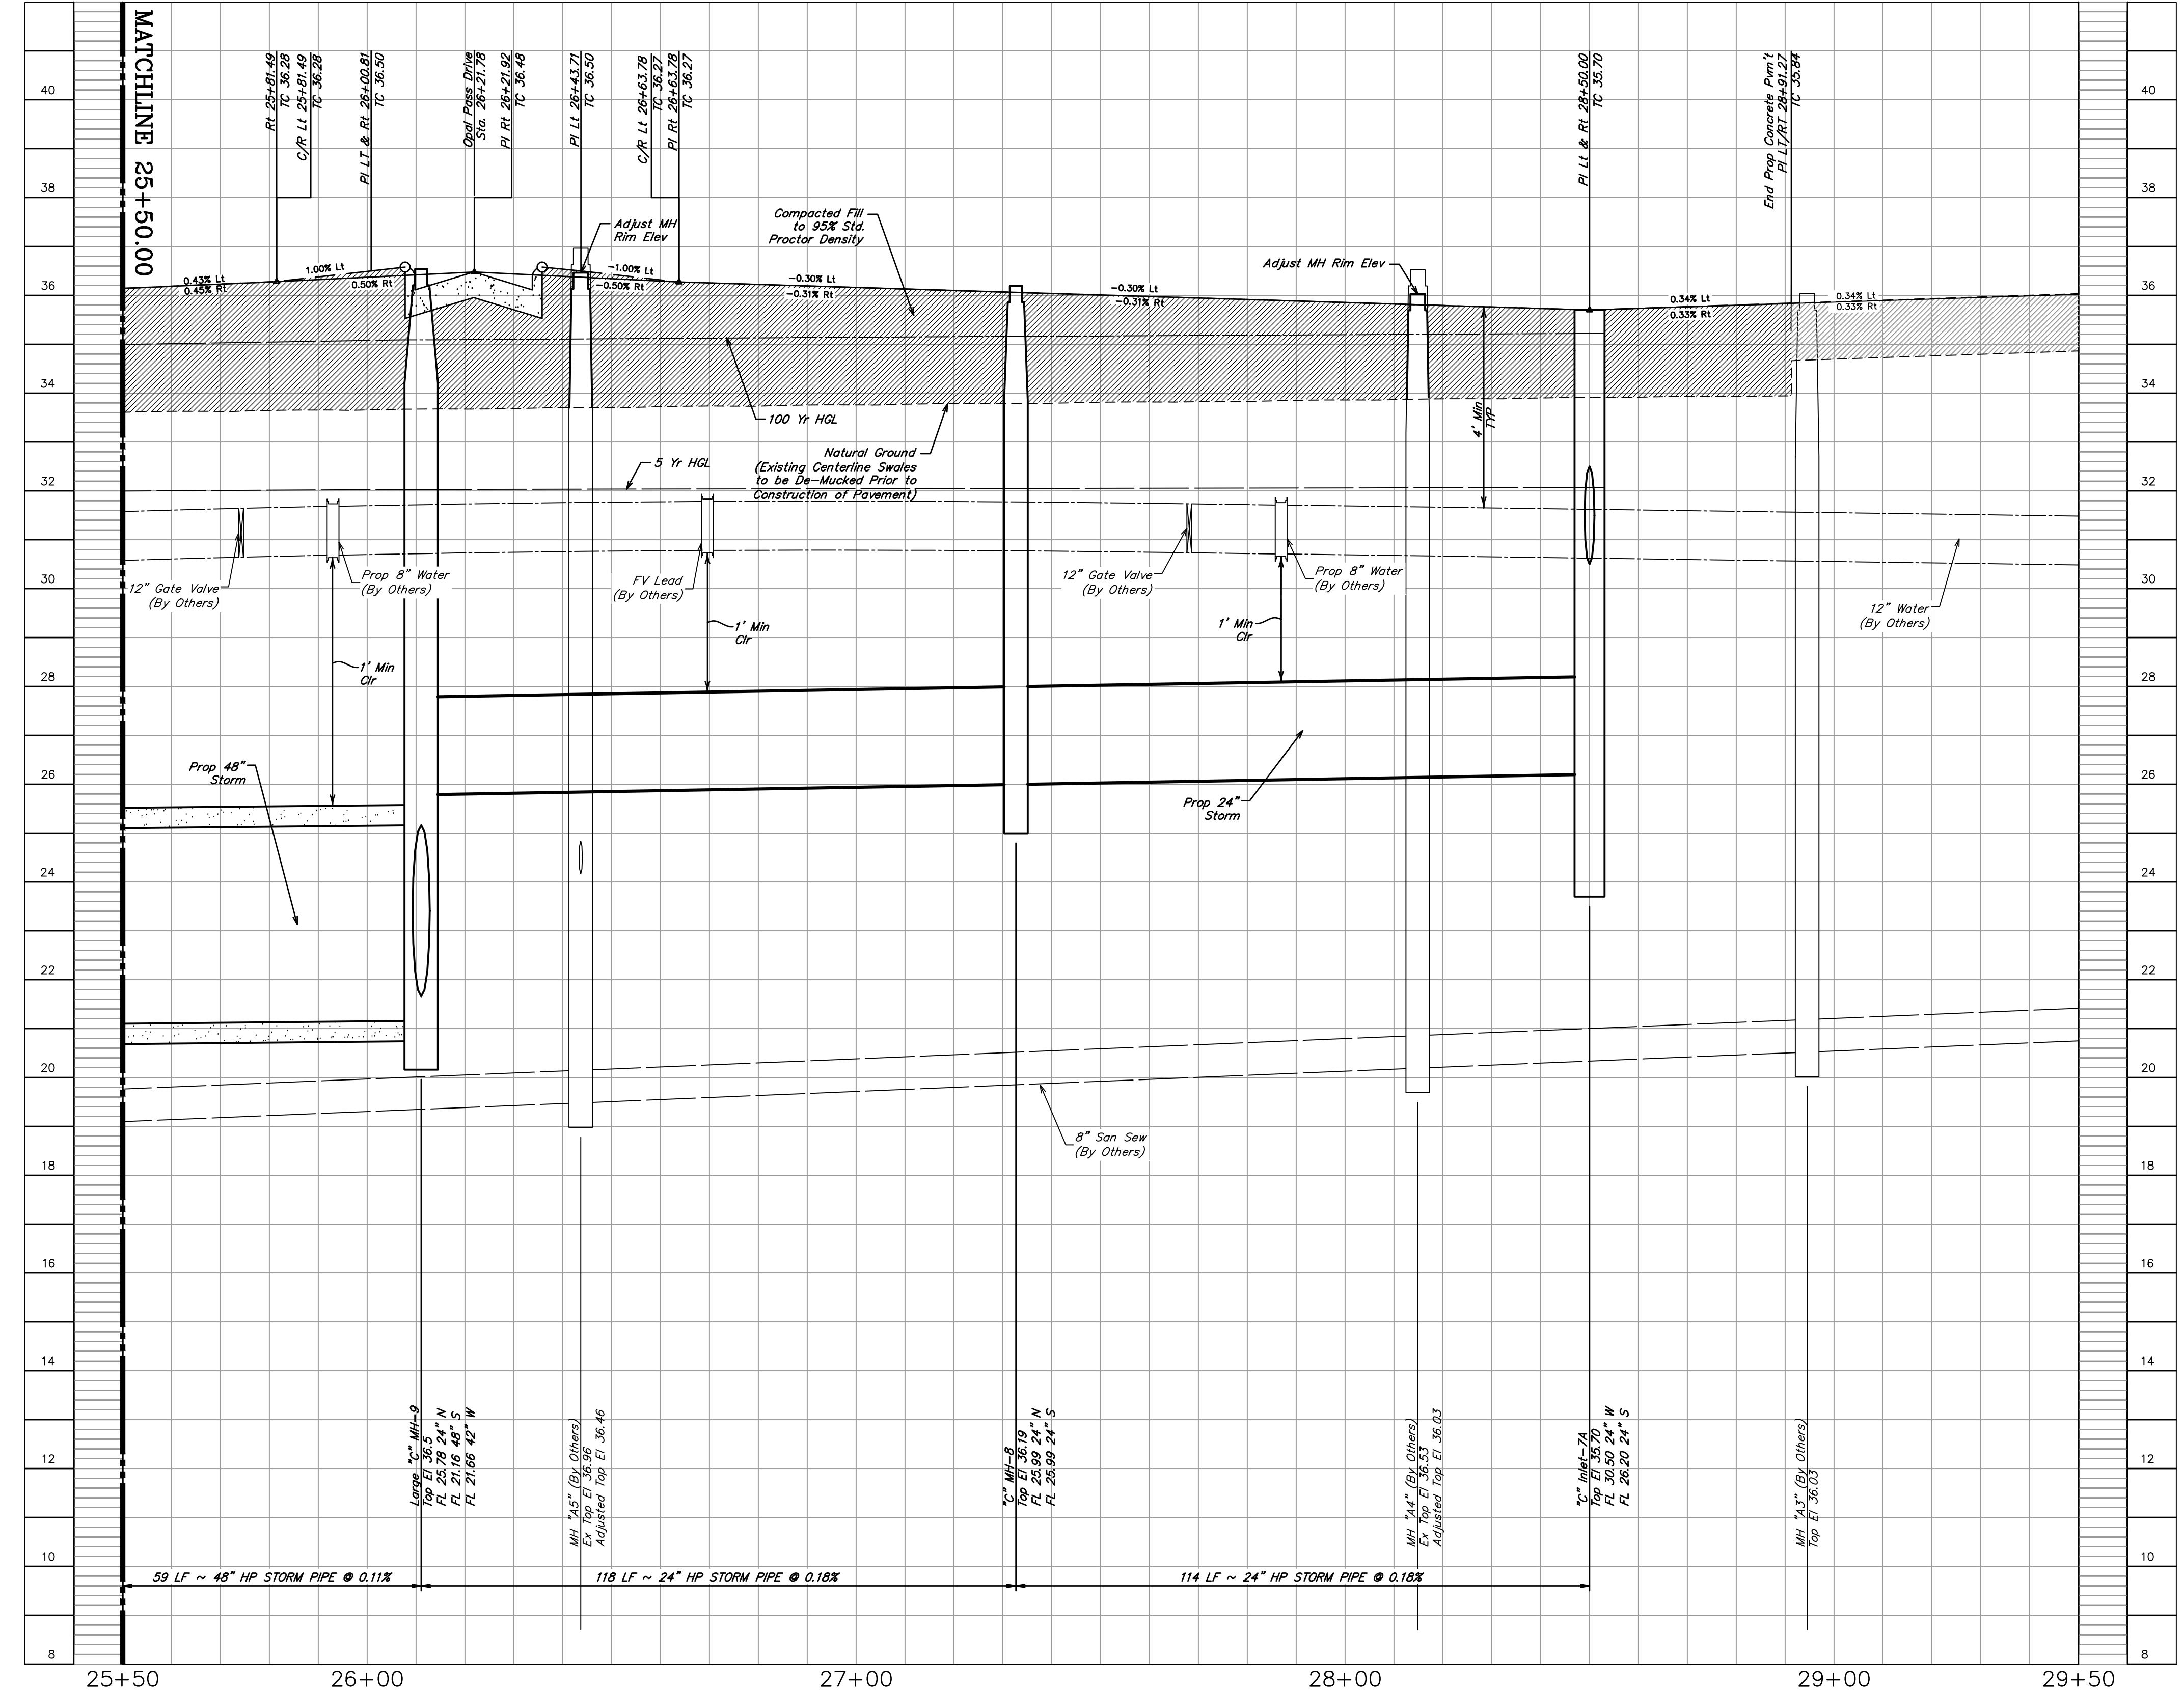 MATCHLINE 25+50.00
Rt 25+81.49
TC 36.28
C/R Lt 25+81.49
TC 36.28
PI LT & Rt 26+00.81
TC 36.50
Opal Pass Drive
Sta. 26+21.78
PI Rt 26+21.92
TC 36.48
PI Lt 26+43.71
TC 36.50
C/R Lt 26+63.78
TC 36.27
PI Rt 26+63.78
TC 36.27
PI Lt & Rt 28+50.00
TC 35.70
End Prop Concrete Pvm't
PI LT/RT 28+91.27
TC 35.84
40
40
38
38
36
36
34
34
32
32
30
30
28
28
26
26
24
24
22
22
20
20
18
18
16
16
14
14
12
12
10
10
8
8
Adjust MH
Rim Elev
Compacted Fill
to 95% Std.
Proctor Density
Adjust MH Rim Elev
0.43% Lt
0.45% Rt
1.00% Lt
0.50% Rt
-1.00% Lt
-0.50% Rt
-0.30% Lt
-0.31% Rt
-0.30% Lt
-0.31% Rt
0.34% Lt
0.33% Rt
0.34% Lt
0.33% Rt
100 Yr HGL
4' Min
TYP
Natural Ground
(Existing Centerline Swales
to be De-Mucked Prior to
Construction of Pavement)
5 Yr HGL
12" Gate Valve
(By Others)
Prop 8" Water
(By Others)
FV Lead
(By Others)
12" Gate Valve
(By Others)
Prop 8" Water
(By Others)
12" Water
(By Others)
1' Min
Clr
1' Min
Clr
1' Min
Clr
Prop 48"
Storm
Prop 24"
Storm
8" San Sew
(By Others)
Large "C" MH-9
Top El 36.5
FL 25.78 24" N
FL 21.16 48" S
FL 21.66 42" W
MH "A5" (By Others)
Ex Top El 36.96
Adjusted Top El 36.46
"C" MH-8
Top El 36.19
FL 25.99 24" N
FL 25.99 24" S
MH "A4" (By Others)
Ex Top El 36.53
Adjusted Top El 36.03
"C" Inlet-7A
Top El 35.70
FL 30.50 24" W
FL 26.20 24" S
MH "A3" (By Others)
Top El 36.03
59 LF ~ 48" HP STORM PIPE @ 0.11%
118 LF ~ 24" HP STORM PIPE @ 0.18%
114 LF ~ 24" HP STORM PIPE @ 0.18%
25+50
26+00
27+00
28+00
29+00
29+50